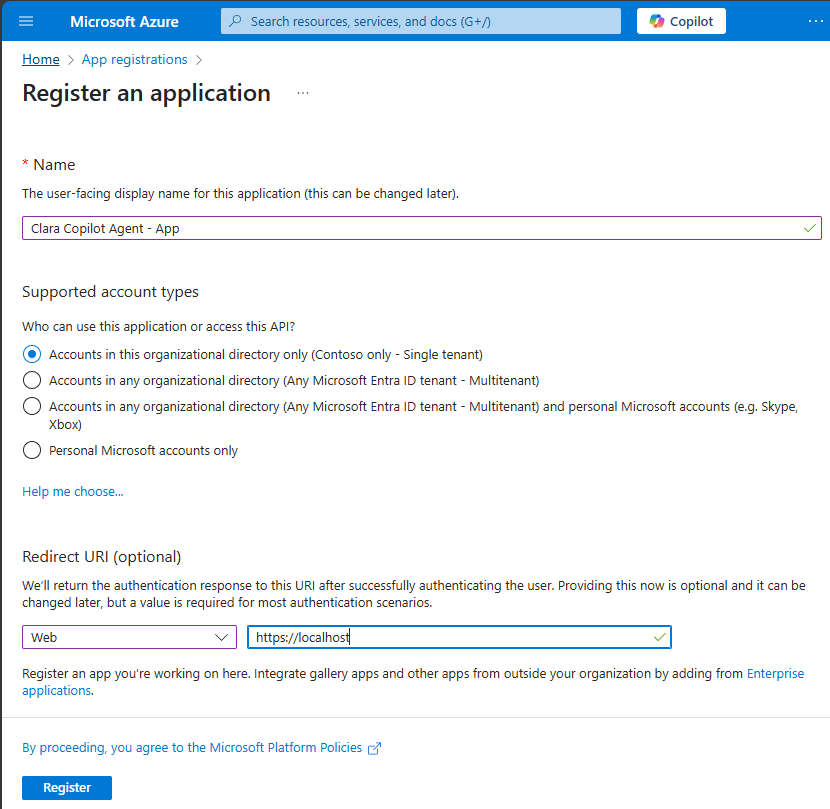 Microsoft Azure
Search resources, services, and docs (G+/)
Copilot
...
Home > App registrations >
Register an application ...
* Name
The user-facing display name for this application (this can be changed later).
Clara Copilot Agent - App
Supported account types
Who can use this application or access this API?
Accounts in this organizational directory only (Contoso only - Single tenant)
Accounts in any organizational directory (Any Microsoft Entra ID tenant - Multitenant)
Accounts in any organizational directory (Any Microsoft Entra ID tenant - Multitenant) and personal Microsoft accounts (e.g. Skype,
Xbox)
Personal Microsoft accounts only
Help me choose...
Redirect URI (optional)
We'll return the authentication response to this URI after successfully authenticating the user. Providing this now is optional and it can be
changed later, but a value is required for most authentication scenarios.
Web
https://localhost
Register an app you're working on here. Integrate gallery apps and other apps from outside your organization by adding from Enterprise
applications.
By proceeding, you agree to the Microsoft Platform Policies
Register